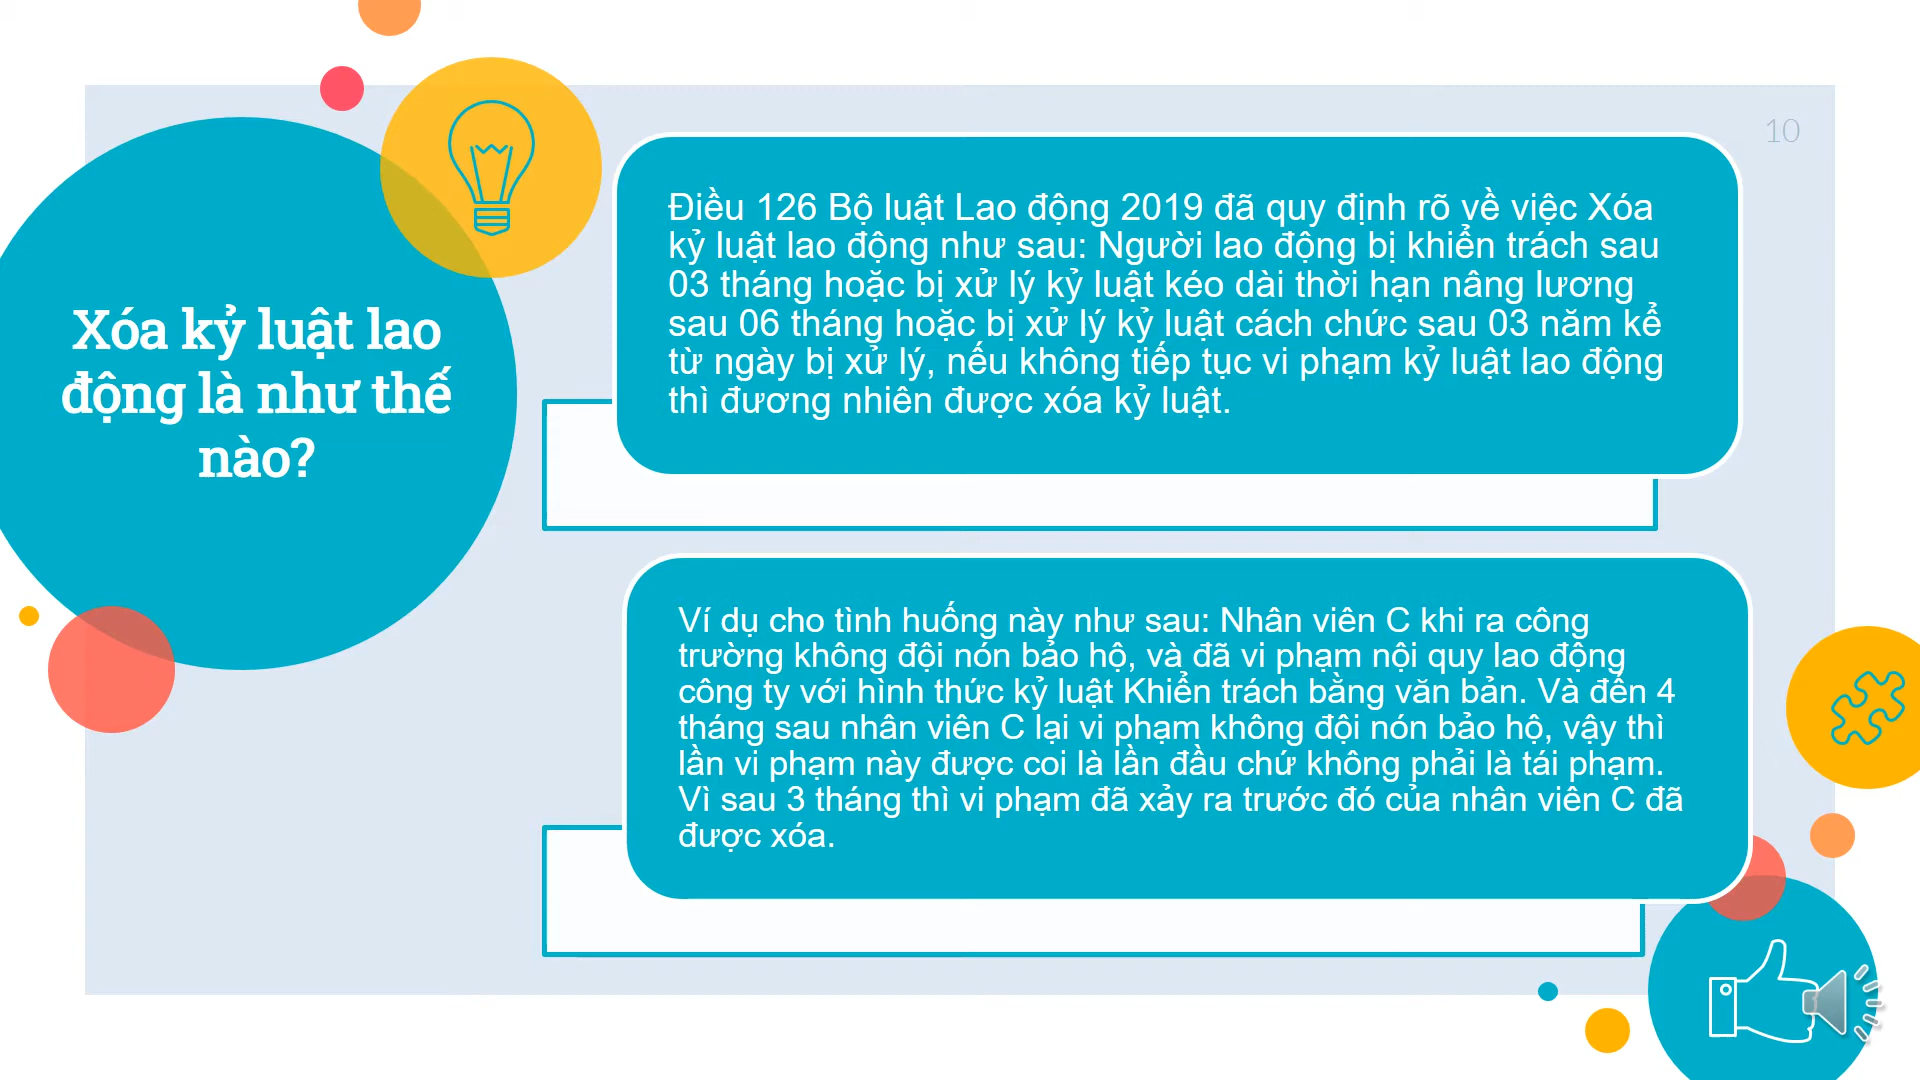 10
Xóa kỷ luật lao
động là như thế
nào?
Điều 126 Bộ luật Lao động 2019 đã quy định rõ về việc Xóa
kỷ luật lao động như sau: Người lao động bị khiển trách sau
03 tháng hoặc bị xử lý kỷ luật kéo dài thời hạn nâng lương
sau 06 tháng hoặc bị xử lý kỷ luật cách chức sau 03 năm kể
từ ngày bị xử lý, nếu không tiếp tục vi phạm kỷ luật lao động
thì đương nhiên được xóa kỷ luật.
Ví dụ cho tình huống này như sau: Nhân viên C khi ra công
trường không đội nón bảo hộ, và đã vi phạm nội quy lao động
công ty với hình thức kỷ luật Khiển trách bằng văn bản. Và đến 4
tháng sau nhân viên C lại vi phạm không đội nón bảo hộ, vậy thì
lần vi phạm này được coi là lần đầu chứ không phải là tái phạm.
Vì sau 3 tháng thì vi phạm đã xảy ra trước đó của nhân viên C đã
được xóa.